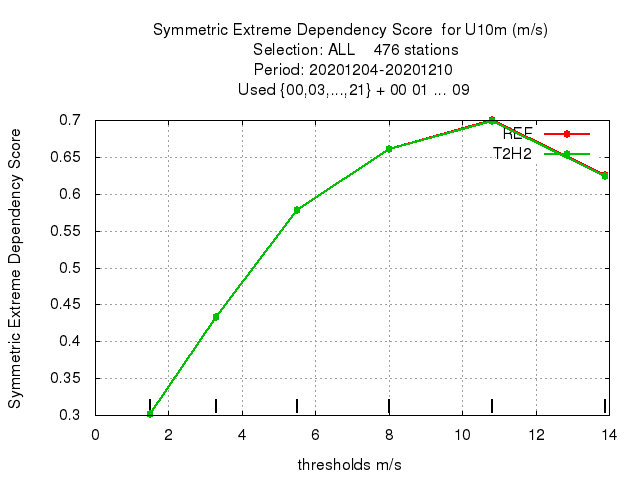 Symmetric Extreme Dependency Score for U10m (m/s)
Selection: ALL 476 stations
Period: 20201204-20201210
Used {00,03,...,21} + 00 01 ... 09
Symmetric Extreme Dependency Score
0.7
0.65
0.6
0.55
0.5
0.45
0.4
0.35
0.3
REF
T2H2
0 2 4 6 8 10 12 14
thresholds m/s